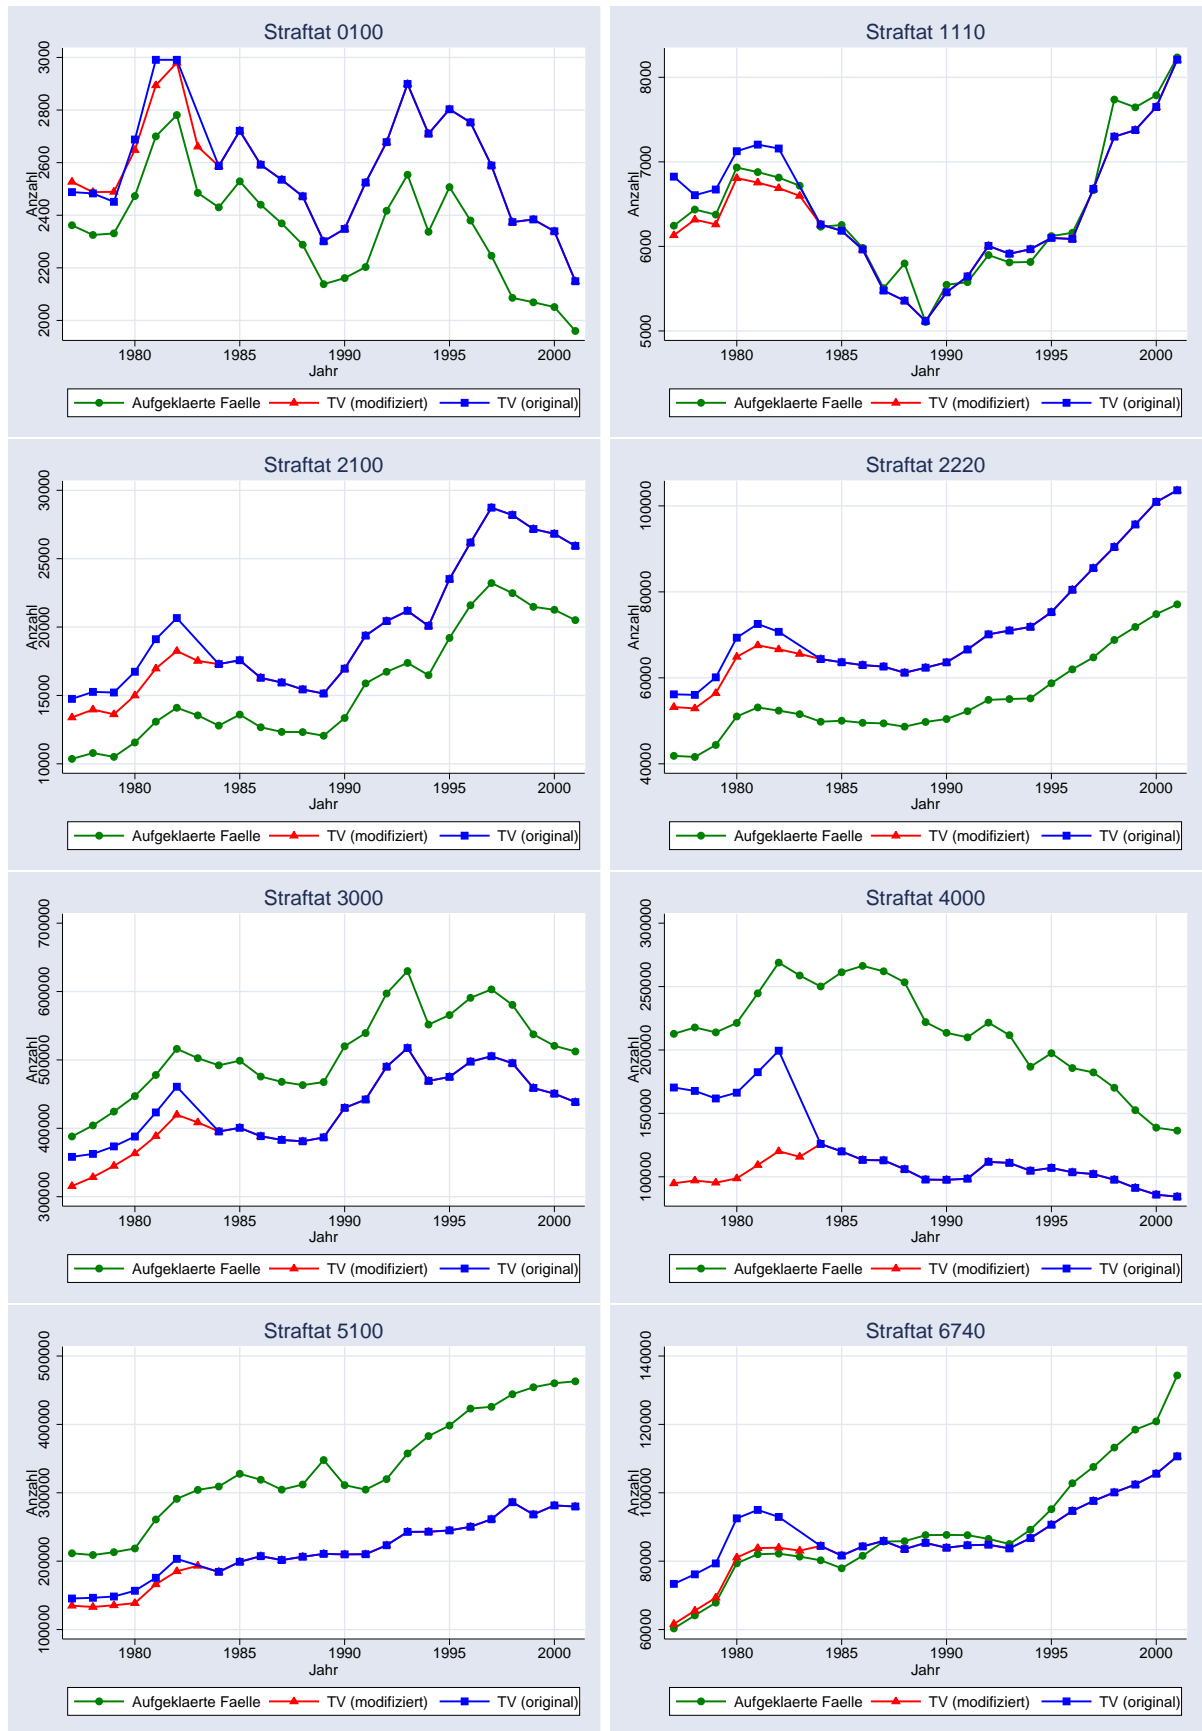 Straftat 0100
Anzahl
2000 2200 2400 2600 2800 3000
1980 1985 1990 1995 2000
Jahr
Aufgeklaerte Faelle TV (modifiziert) TV (original)
Straftat 1110
Anzahl
5000 6000 7000 8000
1980 1985 1990 1995 2000
Jahr
Aufgeklaerte Faelle TV (modifiziert) TV (original)
Straftat 2100
Anzahl
10000 15000 20000 25000 30000
1980 1985 1990 1995 2000
Jahr
Aufgeklaerte Faelle TV (modifiziert) TV (original)
Straftat 2220
Anzahl
40000 60000 80000 100000
1980 1985 1990 1995 2000
Jahr
Aufgeklaerte Faelle TV (modifiziert) TV (original)
Straftat 3000
Anzahl
300000 400000 500000 600000 700000
1980 1985 1990 1995 2000
Jahr
Aufgeklaerte Faelle TV (modifiziert) TV (original)
Straftat 4000
Anzahl
100000 150000 200000 250000 300000
1980 1985 1990 1995 2000
Jahr
Aufgeklaerte Faelle TV (modifiziert) TV (original)
Straftat 5100
Anzahl
100000 200000 300000 400000 500000
1980 1985 1990 1995 2000
Jahr
Aufgeklaerte Faelle TV (modifiziert) TV (original)
Straftat 6740
Anzahl
60000 80000 100000 120000 140000
1980 1985 1990 1995 2000
Jahr
Aufgeklaerte Faelle TV (modifiziert) TV (original)